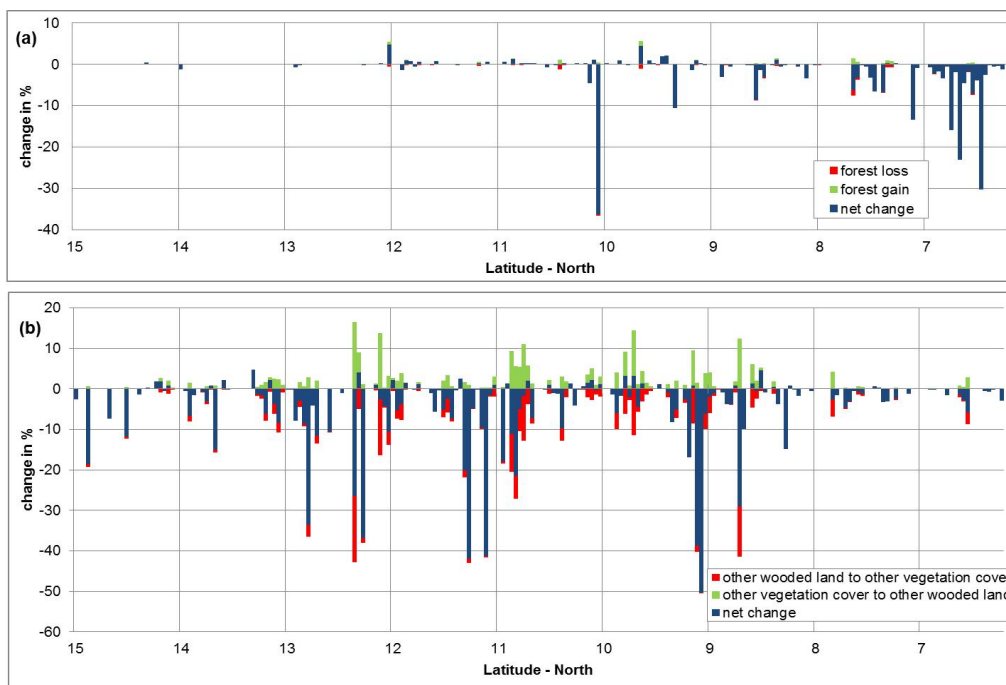 (a)
change in %
10
0
-10
-20
-30
-40
forest loss
forest gain
net change
15 14 13 12 11 10 9 8 7
Latitude - North
(b)
change in %
20
10
0
-10
-20
-30
-40
-50
-60
other wooded land to other vegetation cove
other vegetation cover to other wooded land
net change
15 14 13 12 11 10 9 8 7
Latitude - North